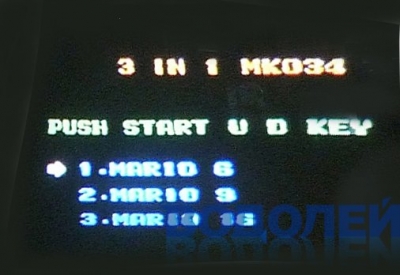 3 IN 1 MK034
PUSH START U D KEY
1.MARIO 6
2.MARIO 9
3.MARIO 16
ВОДОЛЕЙ